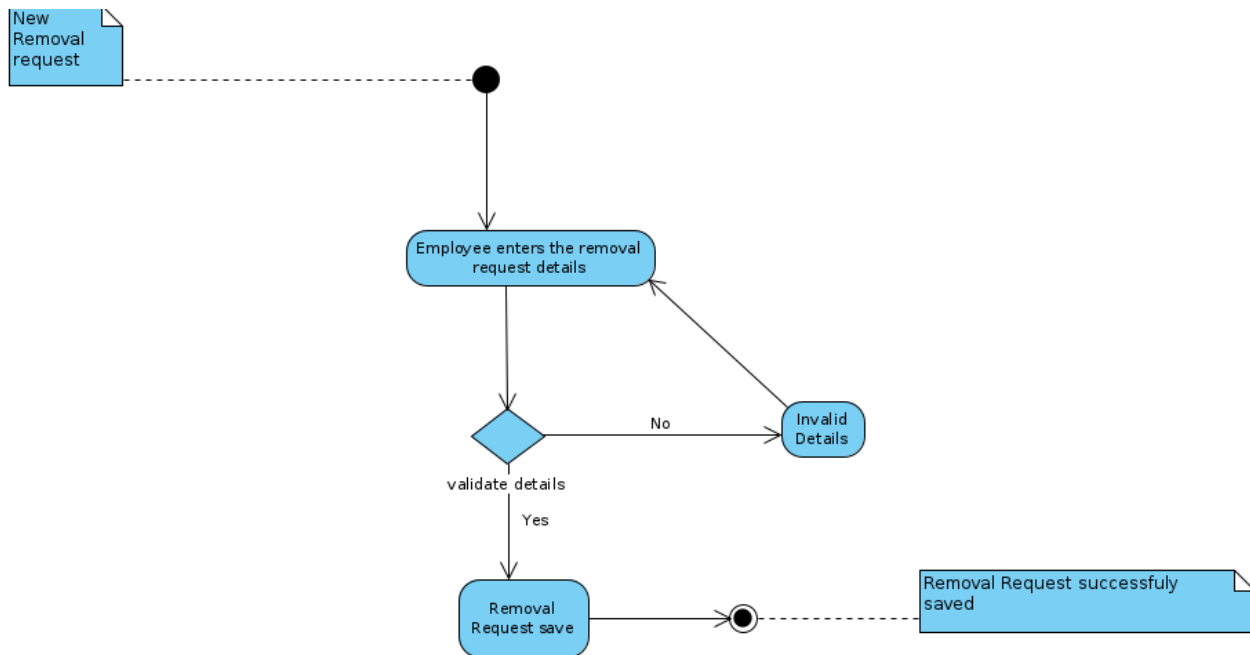 New
Removal
request
Employee enters the removal
request details
No
Invalid
Details
validate details
Yes
Removal
Request save
Removal Request successfuly
saved